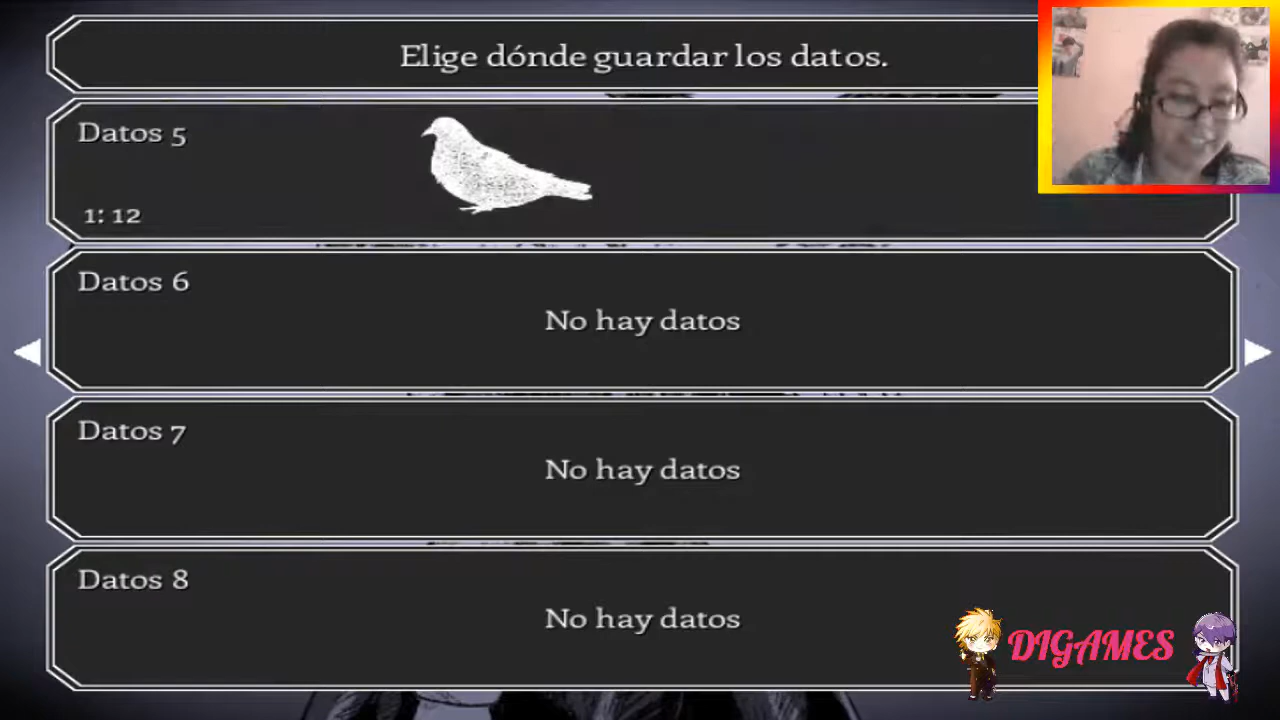 Elige dónde guardar los datos.
Datos 5
1: 12
Datos 6
No hay datos
Datos 7
No hay datos
Datos 8
No hay datos
DIGAMES